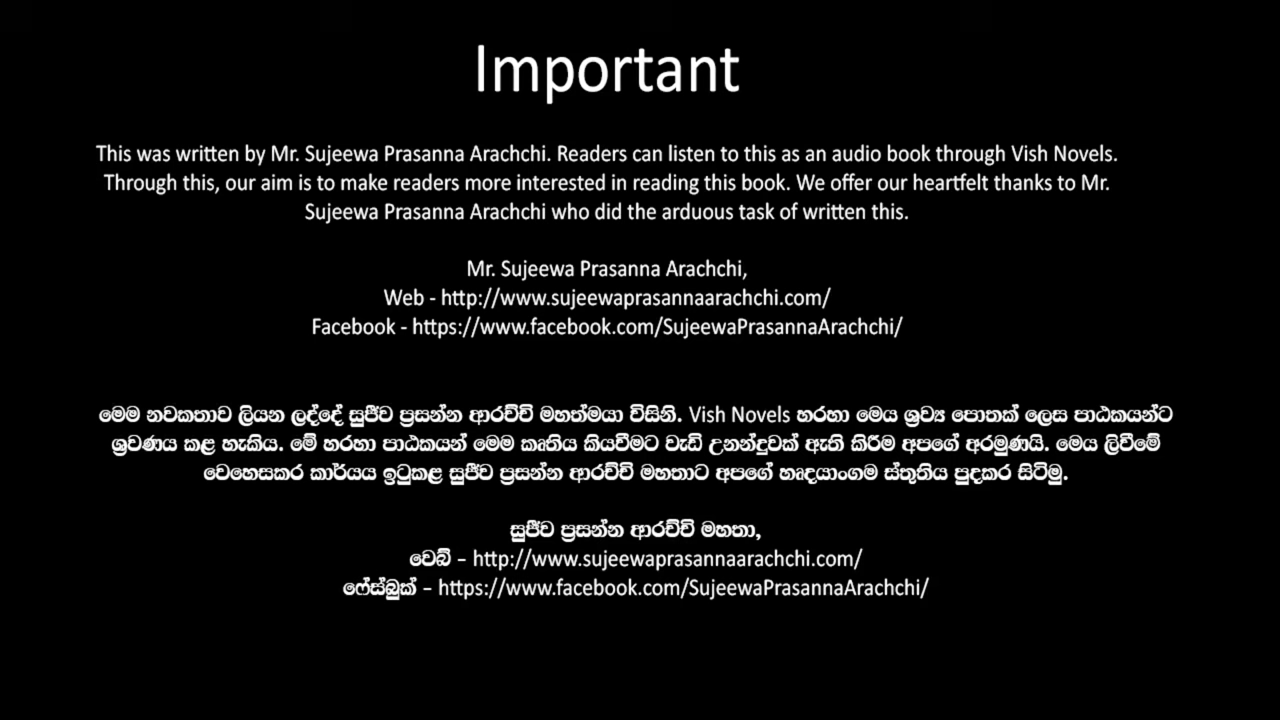 Important
This was written by Mr. Sujeewa Prasanna Arachchi. Readers can listen to this as an audio book through Vish Novels.
Through this, our aim is to make readers more interested in reading this book. We offer our heartfelt thanks to Mr.
Sujeewa Prasanna Arachchi who did the arduous task of written this.
Mr. Sujeewa Prasanna Arachchi,
Web - http://www.sujeewaprasannaarachchi.com/
Facebook - https://www.facebook.com/SujeewaPrasannaArachchi/
මෙම නවකතාව ලියන ලද්දේ සුජීව ප්‍රසන්න ආරච්චි මහත්මයා විසිනි. Vish Novels හරහා මෙය ශ්‍රව්‍ය පොතක් ලෙස පාඨකයන්ට
ශ්‍රවණය කළ හැකිය. මේ හරහා පාඨකයන් මෙම කෘතිය කියවීමට වැඩි උනන්දුවක් ඇති කිරීම අපගේ අරමුණයි. මෙය ලිවීමේ
වෙහෙසකර කාර්යය ඉටුකළ සුජීව ප්‍රසන්න ආරච්චි මහතාට අපගේ හෘදයාංගම ස්තුතිය පුදකර සිටිමු.
සුජීව ප්‍රසන්න ආරච්චි මහතා,
වෙබ් – http://www.sujeewaprasannaarachchi.com/
ෆේස්බුක් – https://www.facebook.com/SujeewaPrasannaArachchi/